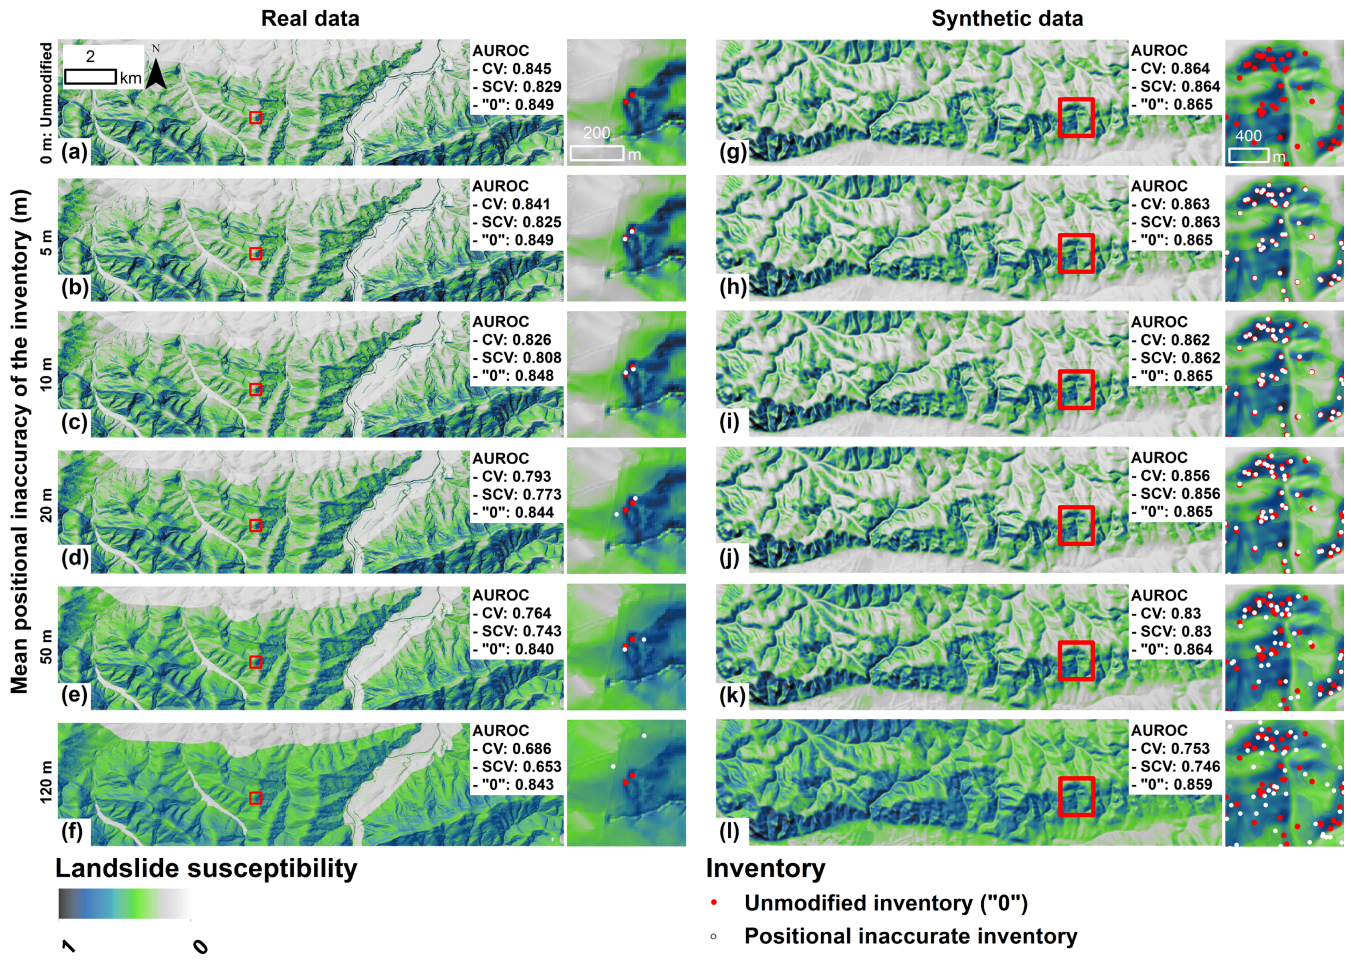 Real data
Synthetic data
Mean positional inaccuracy of the inventory (m)
0 m: Unmodified
2
km
N
(a)
AUROC
- CV: 0.845
- SCV: 0.829
- "0": 0.849
200
m
(g)
AUROC
- CV: 0.864
- SCV: 0.864
- "0": 0.865
400
m
5 m
(b)
AUROC
- CV: 0.841
- SCV: 0.825
- "0": 0.849
(h)
AUROC
- CV: 0.863
- SCV: 0.863
- "0": 0.865
10 m
(c)
AUROC
- CV: 0.826
- SCV: 0.808
- "0": 0.848
(i)
AUROC
- CV: 0.862
- SCV: 0.862
- "0": 0.865
20 m
(d)
AUROC
- CV: 0.793
- SCV: 0.773
- "0": 0.844
(j)
AUROC
- CV: 0.856
- SCV: 0.856
- "0": 0.865
50 m
(e)
AUROC
- CV: 0.764
- SCV: 0.743
- "0": 0.840
(k)
AUROC
- CV: 0.83
- SCV: 0.83
- "0": 0.864
120 m
(f)
AUROC
- CV: 0.686
- SCV: 0.653
- "0": 0.843
(l)
AUROC
- CV: 0.753
- SCV: 0.746
- "0": 0.859
Landslide susceptibility
1
0
Inventory
Unmodified inventory ("0")
Positional inaccurate inventory